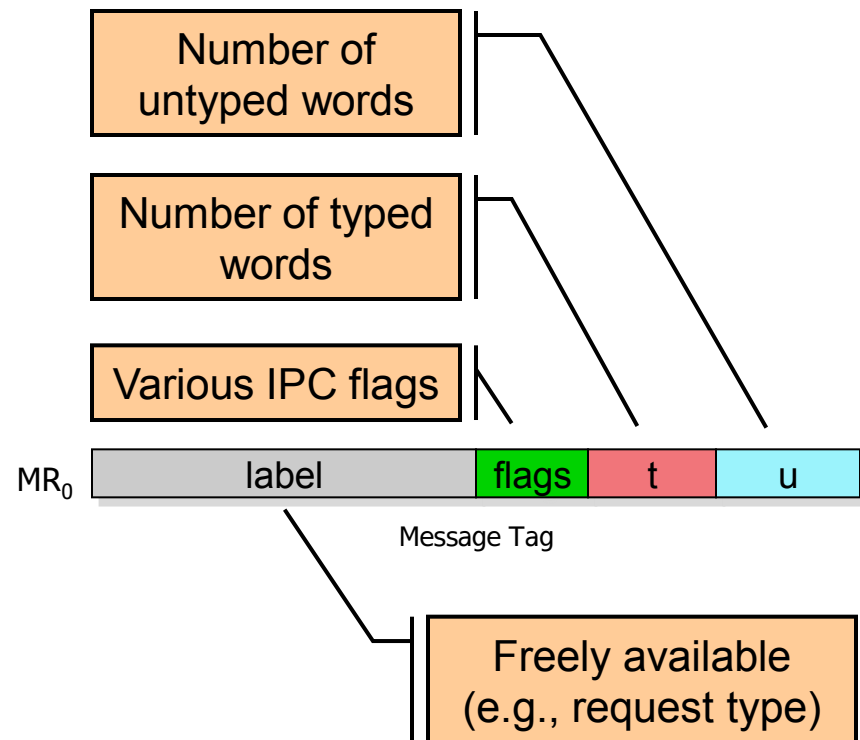 Number of
untyped words
Number of typed
words
Various IPC flags
MR₀ label flags t u
Message Tag
Freely available
(e.g., request type)